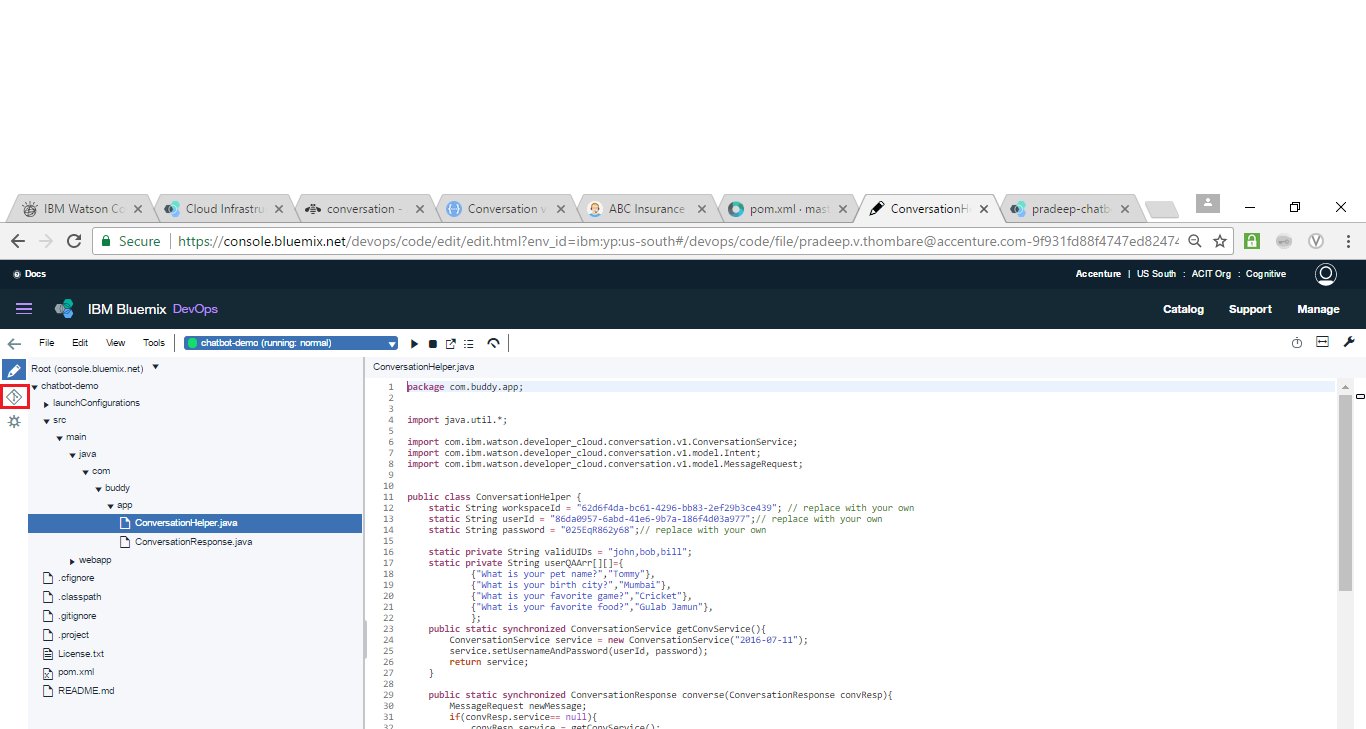 IBM Watson Co
Cloud Infrastru
conversation -
Conversation v
ABC Insurance
pom.xml · mast
ConversationH
pradeep-chatb
Secure
https://console.bluemix.net/devops/code/edit/edit.html?env_id=ibm:yp:us-south#/devops/code/file/pradeep.v.thombare@accenture.com-9f931fd88f4747ed82474
Docs
Accenture | US South : ACIT Org : Cognitive
IBM Bluemix DevOps
Catalog Support Manage
File Edit View Tools
chatbot-demo (running: normal)
Root (console.bluemix.net)
chatbot-demo
launchConfigurations
src
main
java
com
buddy
app
ConversationHelper.java
ConversationResponse.java
webapp
.cfignore
.classpath
.gitignore
.project
License.txt
pom.xml
README.md
ConversationHelper.java
1 package com.buddy.app;
2
3
4 import java.util.*;
5
6 import com.ibm.watson.developer_cloud.conversation.v1.ConversationService;
7 import com.ibm.watson.developer_cloud.conversation.v1.model.Intent;
8 import com.ibm.watson.developer_cloud.conversation.v1.model.MessageRequest;
9
10
11 public class ConversationHelper {
12 static String workspaceId = "62d6f4da-bc61-4296-bb83-2ef29b3ce439"; // replace with your own
13 static String userId = "86da0957-6abd-41e6-9b7a-186f4d03a977";// replace with your own
14 static String password = "025EqR862y68";// replace with your own
15
16 static private String validUIDs = "john,bob,bill";
17 static private String userQAArr[][]={
18 {"What is your pet name?","Tommy"},
19 {"What is your birth city?","Mumbai"},
20 {"What is your favorite game?","Cricket"},
21 {"What is your favorite food?","Gulab Jamun"},
22 };
23 public static synchronized ConversationService getConvService(){
24 ConversationService service = new ConversationService("2016-07-11");
25 service.setUsernameAndPassword(userId, password);
26 return service;
27 }
28
29 public static synchronized ConversationResponse converse(ConversationResponse convResp){
30 MessageRequest newMessage;
31 if(convResp.service== null){
32 convResp.service = getConvService();